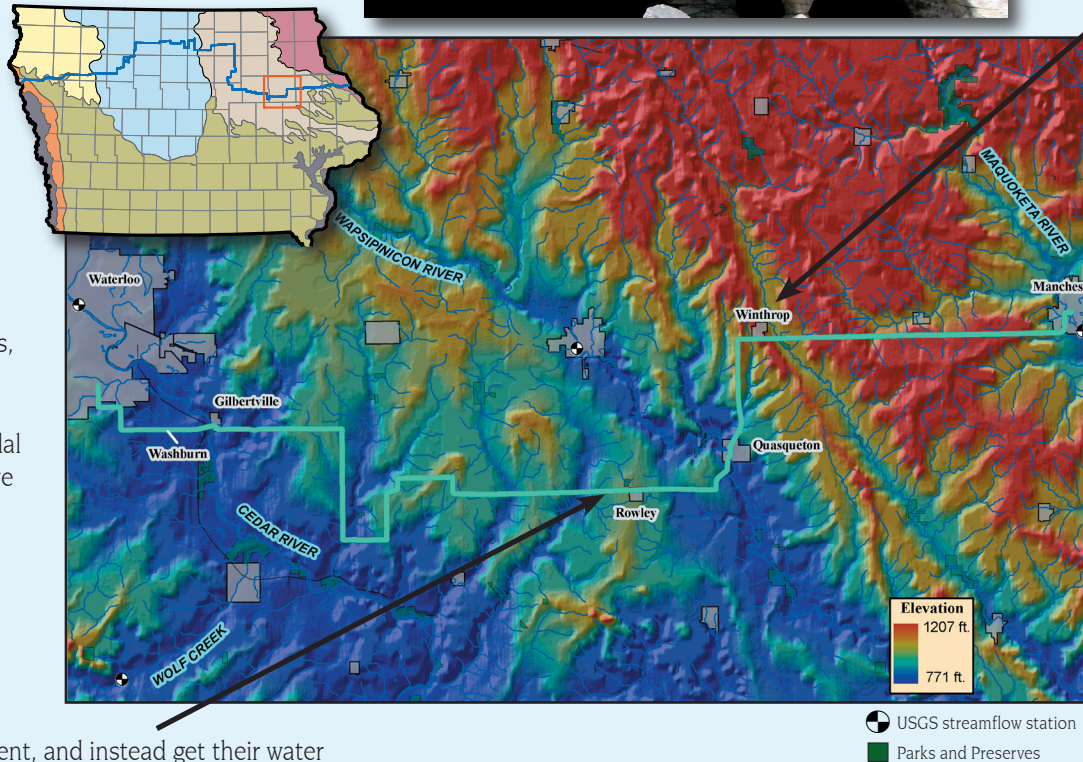 WAPSIPINICON RIVER
MAQUOKETA RIVER
Waterloo
Manches
s,
Winthrop
Gilbertville
dal
Washburn
Quasqueton
Rowley
CEDAR RIVER
WOLF CREEK
Elevation
1207 ft.
771 ft.
ent, and instead get their water
USGS streamflow station
Parks and Preserves